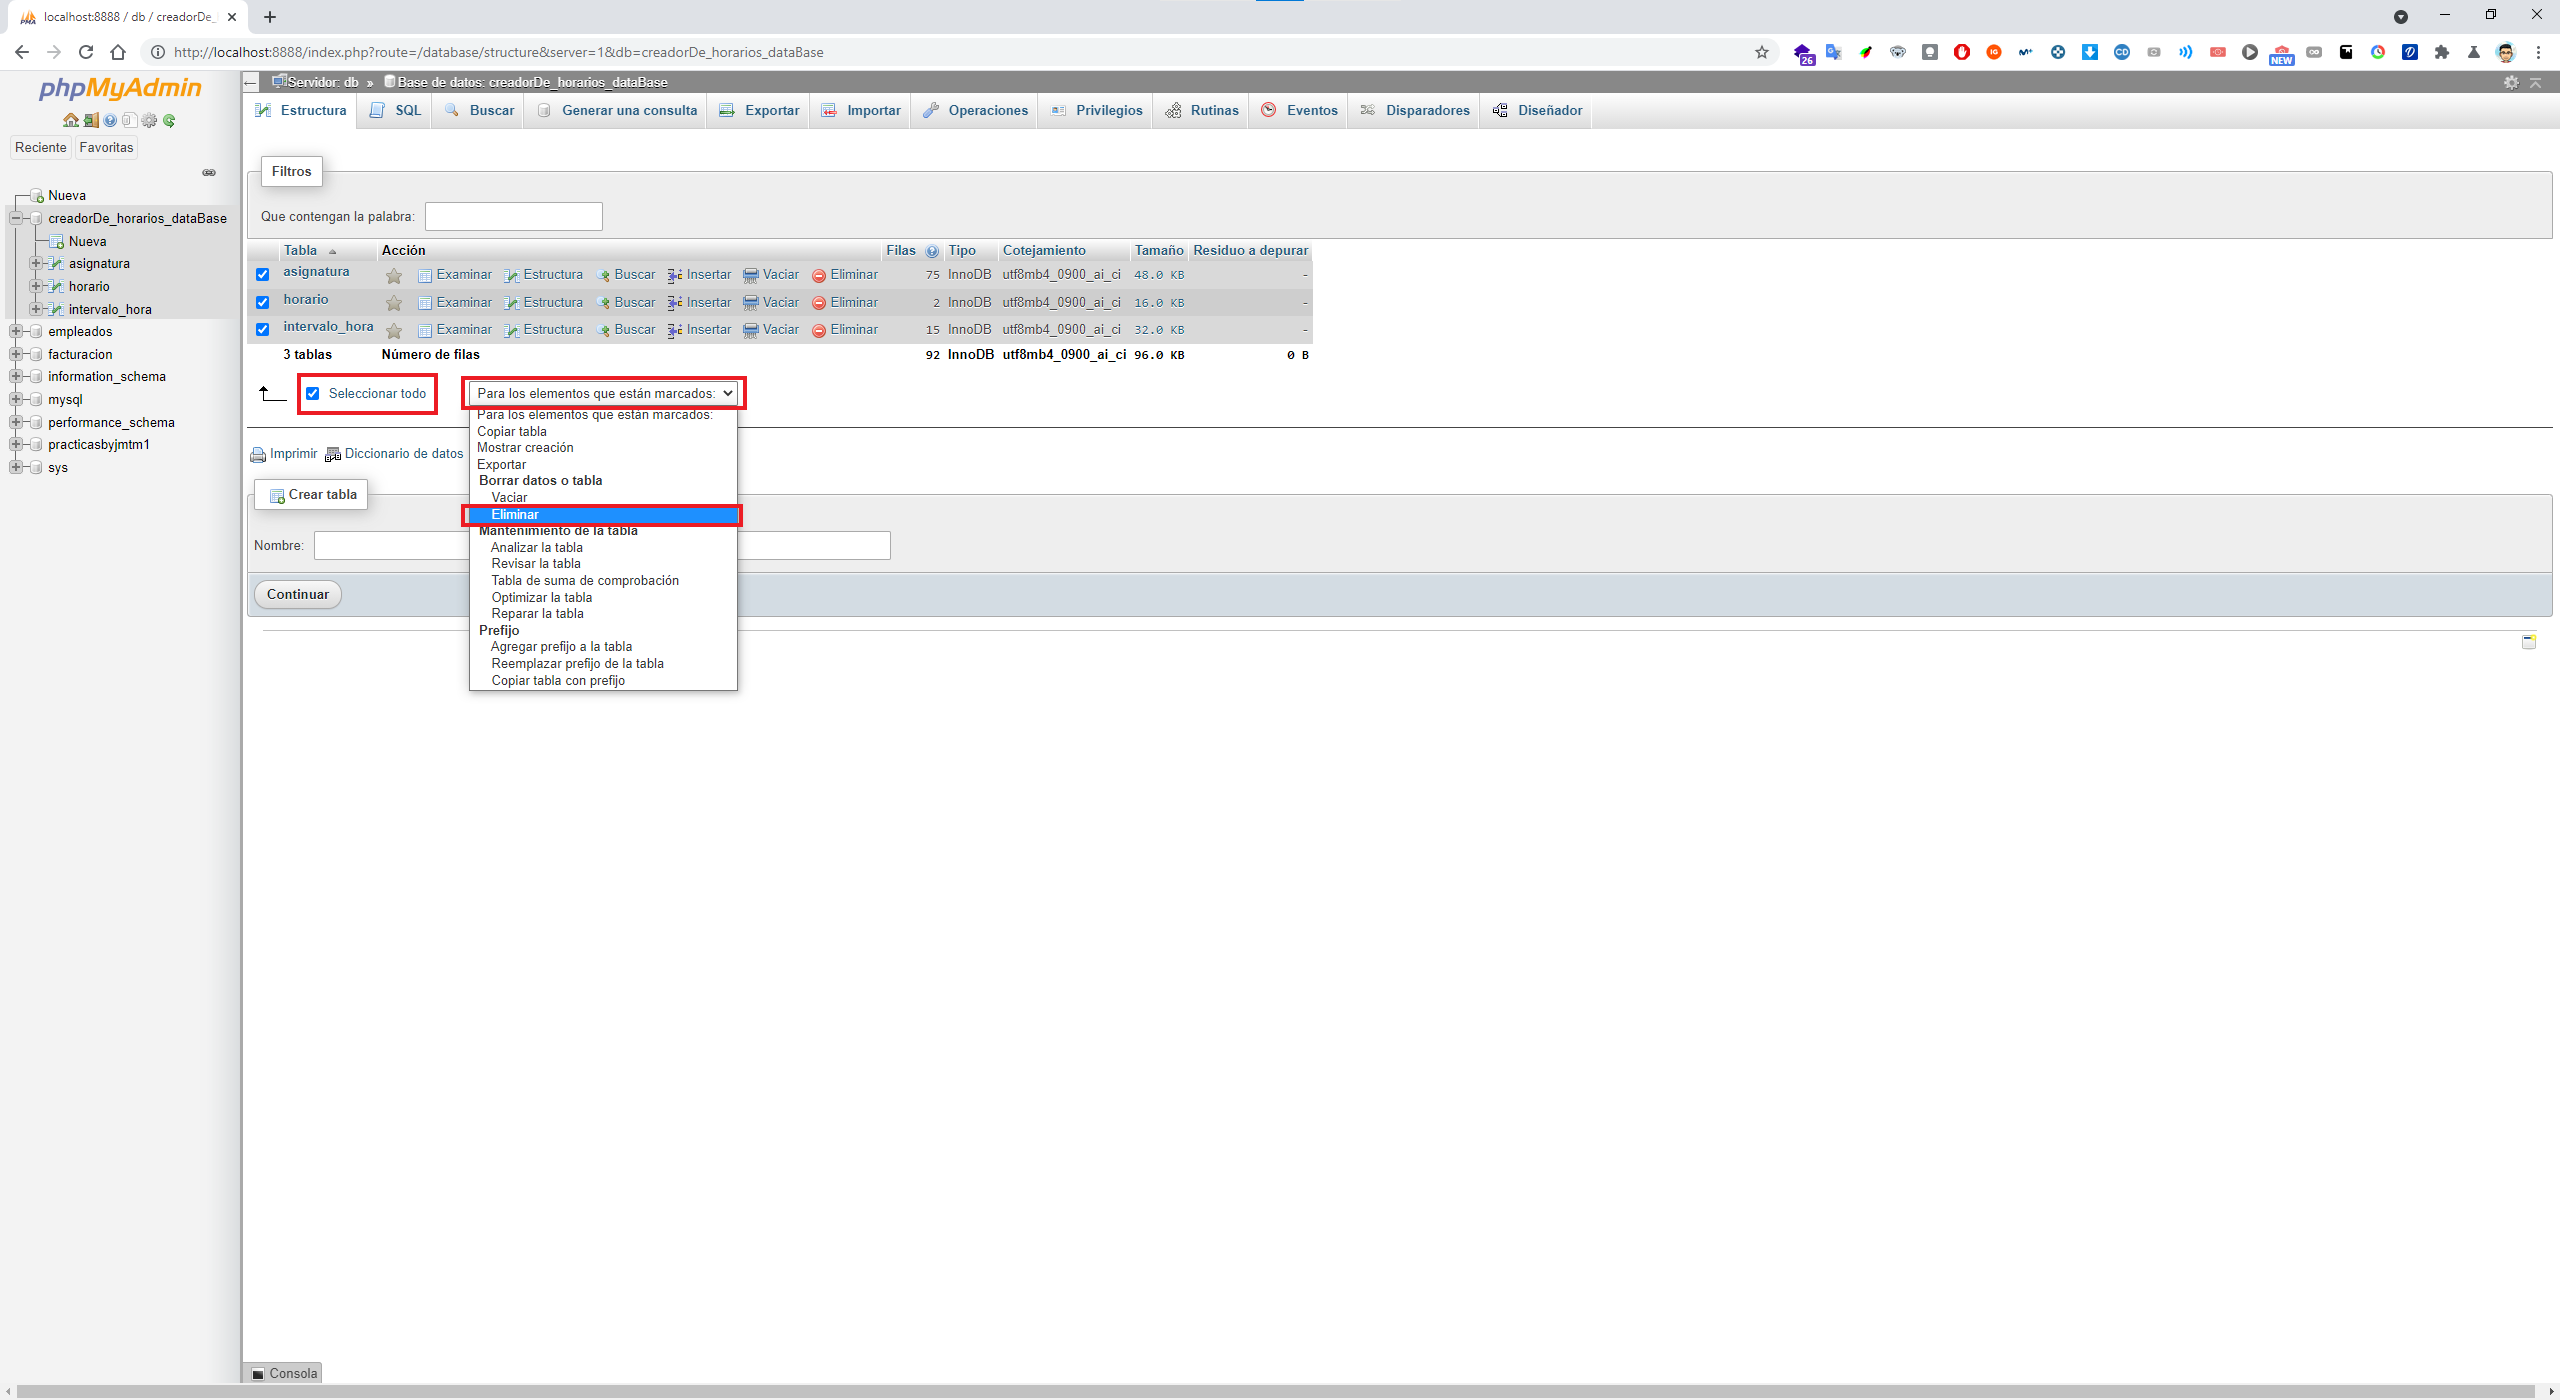 localhost:8888 / db / creadorDe_
http://localhost:8888/index.php?route=/database/structure&server=1&db=creadorDe_horarios_dataBase
26
NEW
phpMyAdmin
Reciente
Favoritas
Nueva
creadorDe_horarios_dataBase
Nueva
asignatura
horario
intervalo_hora
empleados
facturacion
information_schema
mysql
performance_schema
practicasbyjmtm1
sys
Servidor: db » Base de datos: creadorDe_horarios_dataBase
Estructura SQL Buscar Generar una consulta Exportar Importar Operaciones Privilegios Rutinas Eventos Disparadores Diseñador
Filtros
Que contengan la palabra:
Tabla Acción Filas Tipo Cotejamiento Tamaño Residuo a depurar
asignatura Examinar Estructura Buscar Insertar Vaciar Eliminar 75 InnoDB utf8mb4_0900_ai_ci 48.0 KB -
horario Examinar Estructura Buscar Insertar Vaciar Eliminar 2 InnoDB utf8mb4_0900_ai_ci 16.0 KB -
intervalo_hora Examinar Estructura Buscar Insertar Vaciar Eliminar 15 InnoDB utf8mb4_0900_ai_ci 32.0 KB -
3 tablas Número de filas 92 InnoDB utf8mb4_0900_ai_ci 96.0 KB 0 B
Seleccionar todo
Para los elementos que están marcados:
Para los elementos que están marcados:
Copiar tabla
Mostrar creación
Exportar
Borrar datos o tabla
Vaciar
Eliminar
Mantenimiento de la tabla
Analizar la tabla
Revisar la tabla
Tabla de suma de comprobación
Optimizar la tabla
Reparar la tabla
Prefijo
Agregar prefijo a la tabla
Reemplazar prefijo de la tabla
Copiar tabla con prefijo
Imprimir Diccionario de datos
Crear tabla
Nombre:
Continuar
Consola